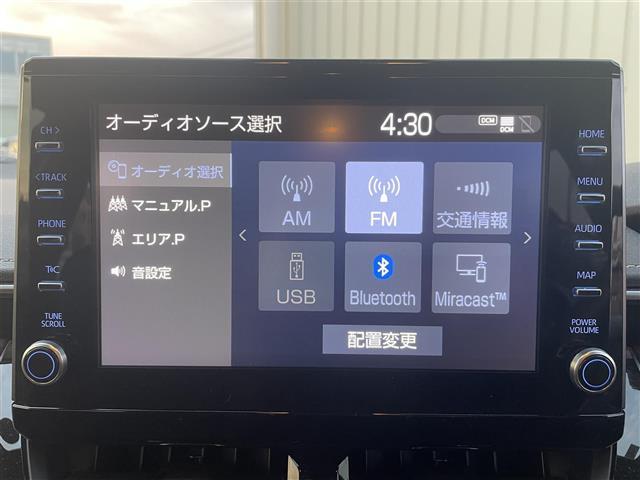 オーディオソース選択
4:30
DCM
DCM
CH >
< TRACK
PHONE
T@C
TUNE
SCROLL
オーディオ選択
マニュアル.P
エリア.P
音設定
AM
FM
交通情報
<
>
USB
Bluetooth
Miracast™
配置変更
HOME
MENU
AUDIO
MAP
POWER
VOLUME